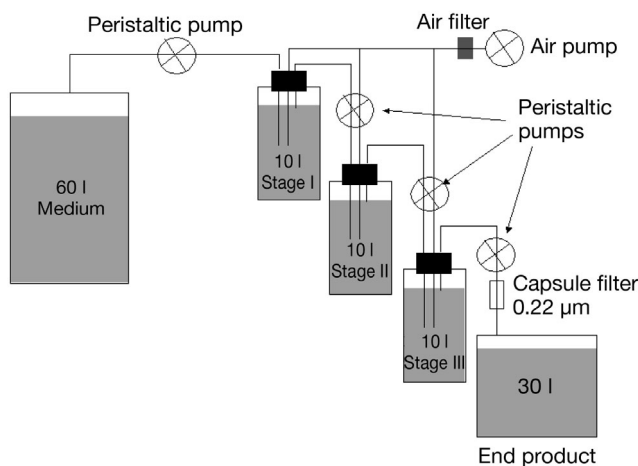 Peristaltic pump
Air filter
Air pump
Peristaltic
pumps
10 l
Stage I
60 l
Medium
10 l
Stage II
10 l
Stage III
Capsule filter
0.22 µm
30 l
End product